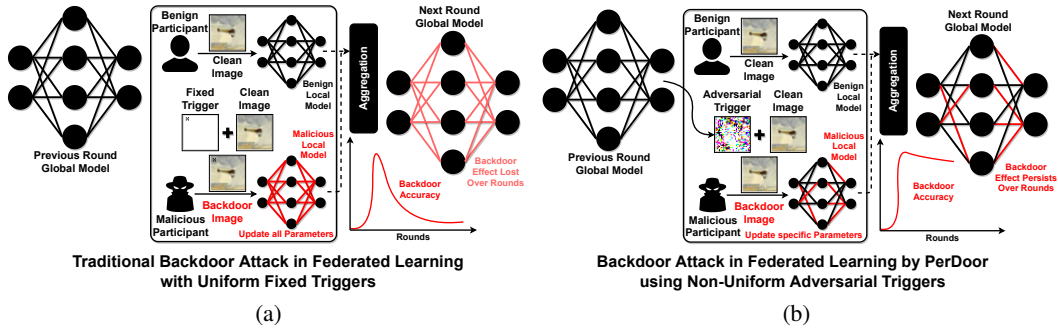 Previous Round
Global Model
Benign
Participant
Clean
Image
Benign
Local
Model
Fixed
Trigger
Clean
Image
+
Malicious
Local
Model
Backdoor
Image
Malicious
Participant
Update all Parameters
Aggregation
Next Round
Global Model
Backdoor
Effect Lost
Over Rounds
Backdoor
Accuracy
Rounds
Traditional Backdoor Attack in Federated Learning
with Uniform Fixed Triggers
(a)
Previous Round
Global Model
Benign
Participant
Clean
Image
Benign
Local
Model
Adversarial
Trigger
Clean
Image
+
Malicious
Local
Model
Backdoor
Image
Malicious
Participant
Update specific Parameters
Aggregation
Next Round
Global Model
Backdoor
Effect Persists
Over Rounds
Backdoor
Accuracy
Rounds
Backdoor Attack in Federated Learning by PerDoor
using Non-Uniform Adversarial Triggers
(b)